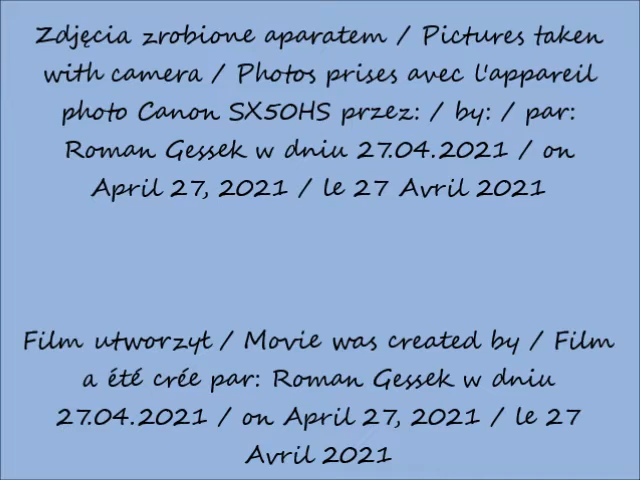 Zdjęcia zrobione aparatem / Pictures taken
with camera / Photos prises avec l'appareil
photo Canon SX50HS przez: / by: / par:
Roman Gessek w dniu 27.04.2021 / on
April 27, 2021 / le 27 Avril 2021
Film utworzył / Movie was created by / Film
a été crée par: Roman Gessek w dniu
27.04.2021 / on April 27, 2021 / le 27
Avril 2021